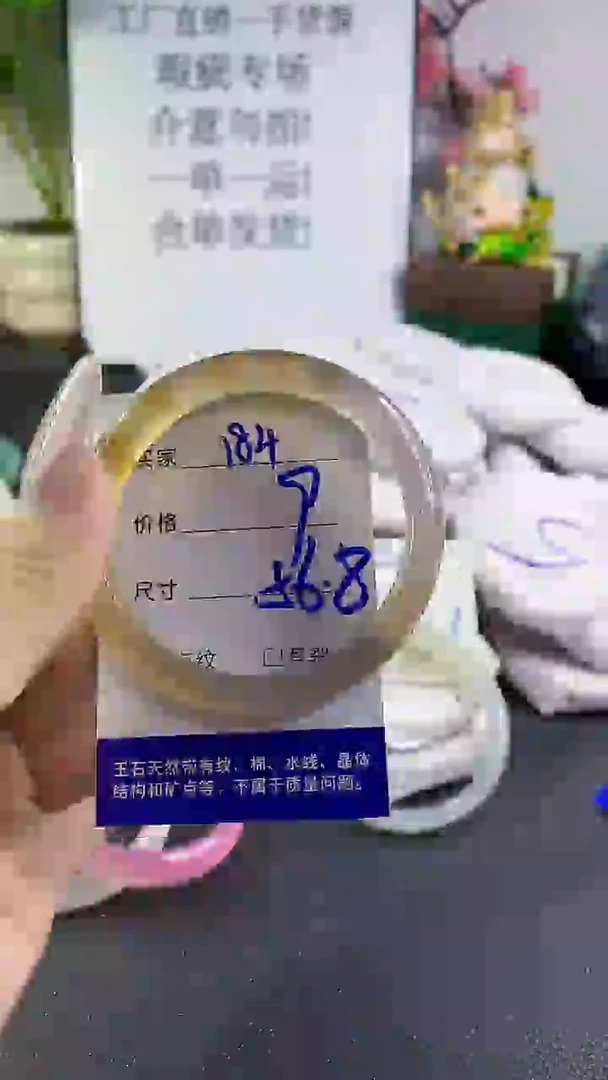 工厂直销一手货源
瑕疵专场
介意勿拍!
一单一运!
合单发货!
买家 184
价格 7
尺寸 56.8
纹 □
玉石天然带有纹、棉、水线、晶体
结构和矿点等，不属于质量问题。